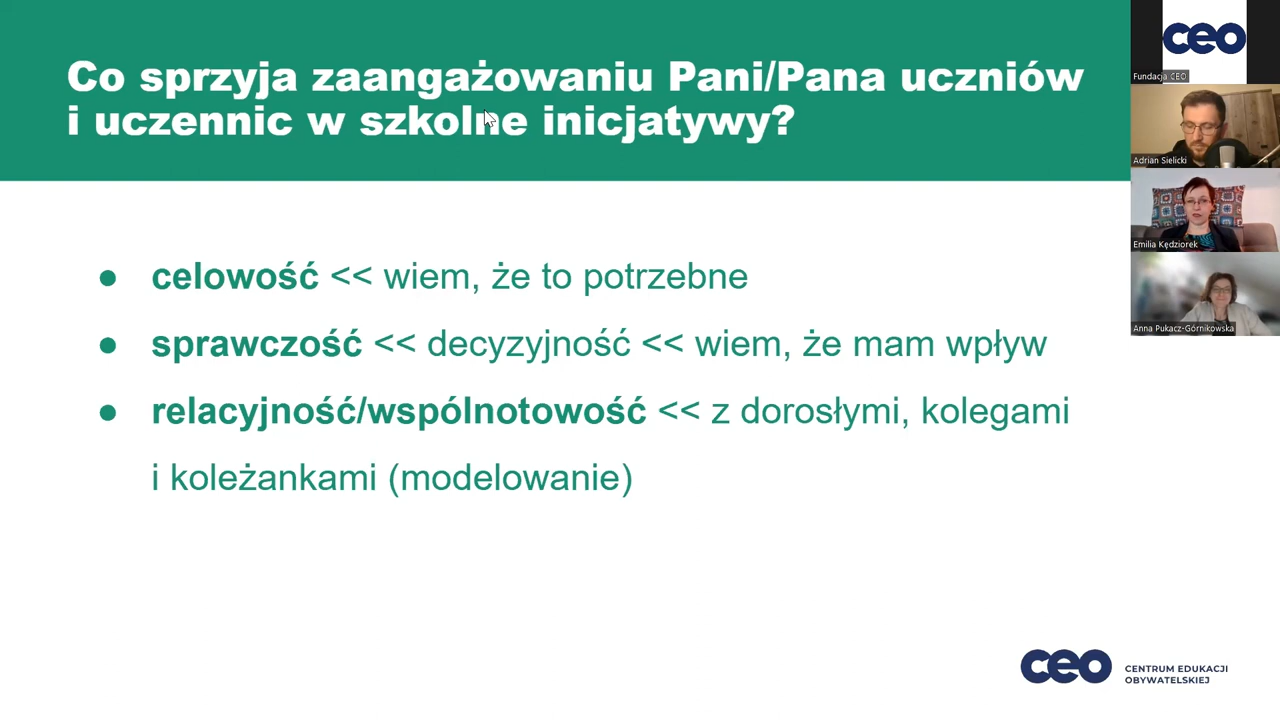 Co sprzyja zaangażowaniu Pani/Pana uczniów
i uczennic w szkolne inicjatywy?
● celowość << wiem, że to potrzebne
● sprawczość << decyzyjność << wiem, że mam wpływ
● relacyjność/wspólnotowość << z dorosłymi, kolegami
i koleżankami (modelowanie)
ceo
Fundacja CEO
Adrian Sielicki
Emilia Kędziorek
Anna Pukacz-Górnikowska
ceo
CENTRUM EDUKACJI
OBYWATELSKIEJ